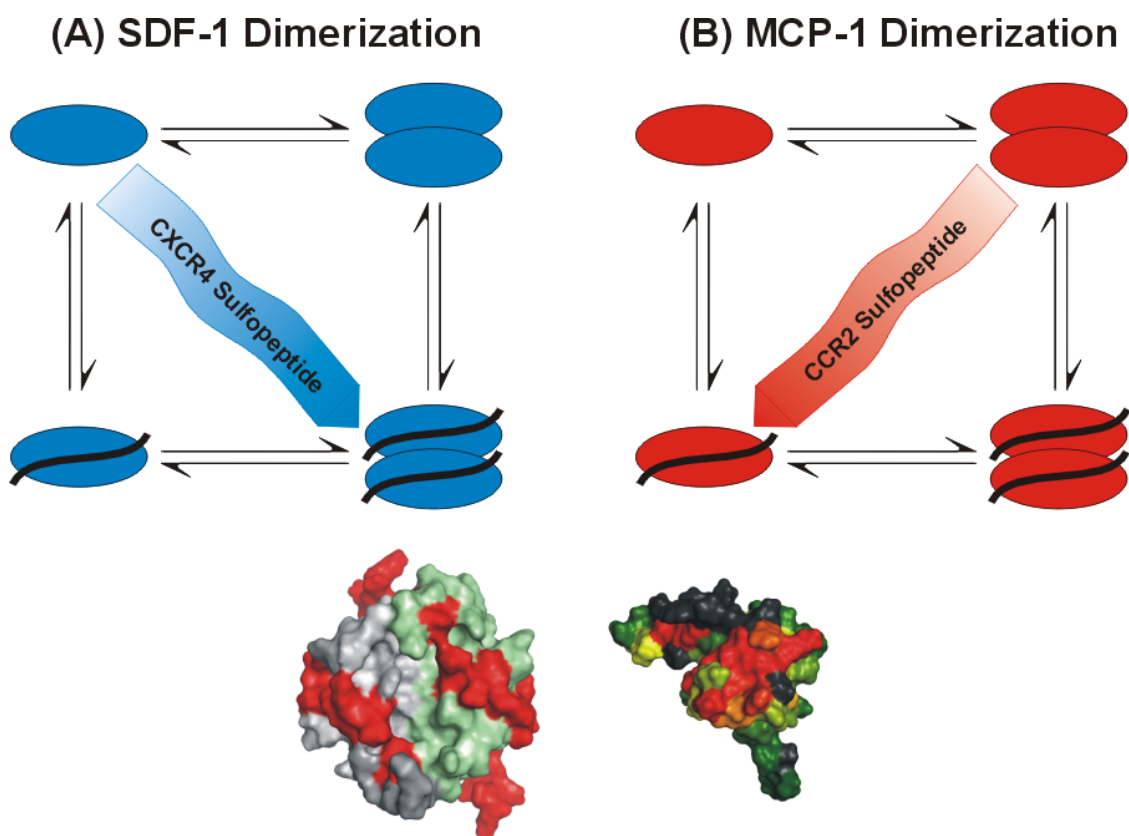 (A) SDF-1 Dimerization
(B) MCP-1 Dimerization
CXCR4 Sulfopeptide
CCR2 Sulfopeptide